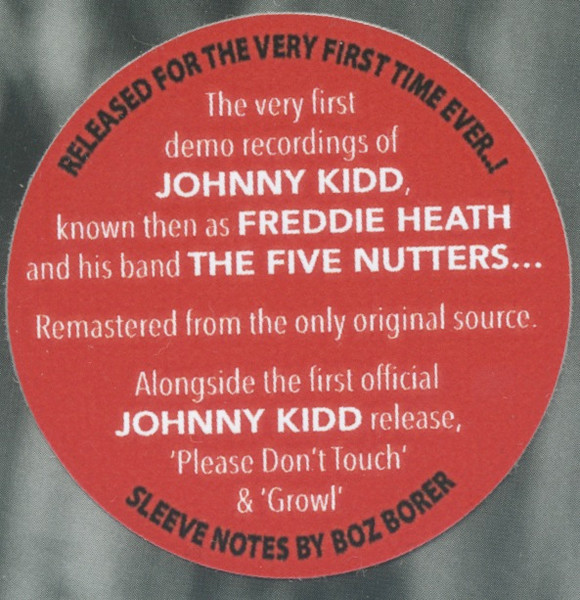 RELEASED FOR THE VERY FIRST TIME EVER..!
The very first
demo recordings of
JOHNNY KIDD,
known then as FREDDIE HEATH
and his band THE FIVE NUTTERS...
Remastered from the only original source.
Alongside the first official
JOHNNY KIDD release,
'Please Don't Touch'
& 'Growl'
SLEEVE NOTES BY BOZ BORER